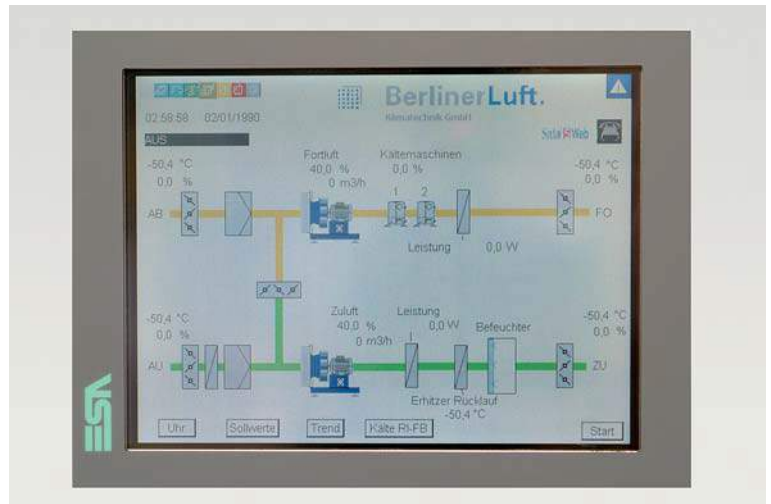 BerlinerLuft.
Klimatechnik GmbH
02:59:58 02/01/1990
AUS
-50,4 °C
0,0 %
Fortluft
40,0 %
0 m3/h
Kältemaschinen
0,0 %
-50,4 °C
0,0 %
1 2
AB
FO
Leistung 0,0 W
-50,4 °C
0,0 %
Zuluft
40,0 %
0 m3/h
Leistung
0,0 W
Befeuchter
-50,4 °C
0,0 %
AU
ZU
Erhitzer Rücklauf
-50,4 °C
Uhr Sollwerte Trend Kälte RI-FB Start
ESA